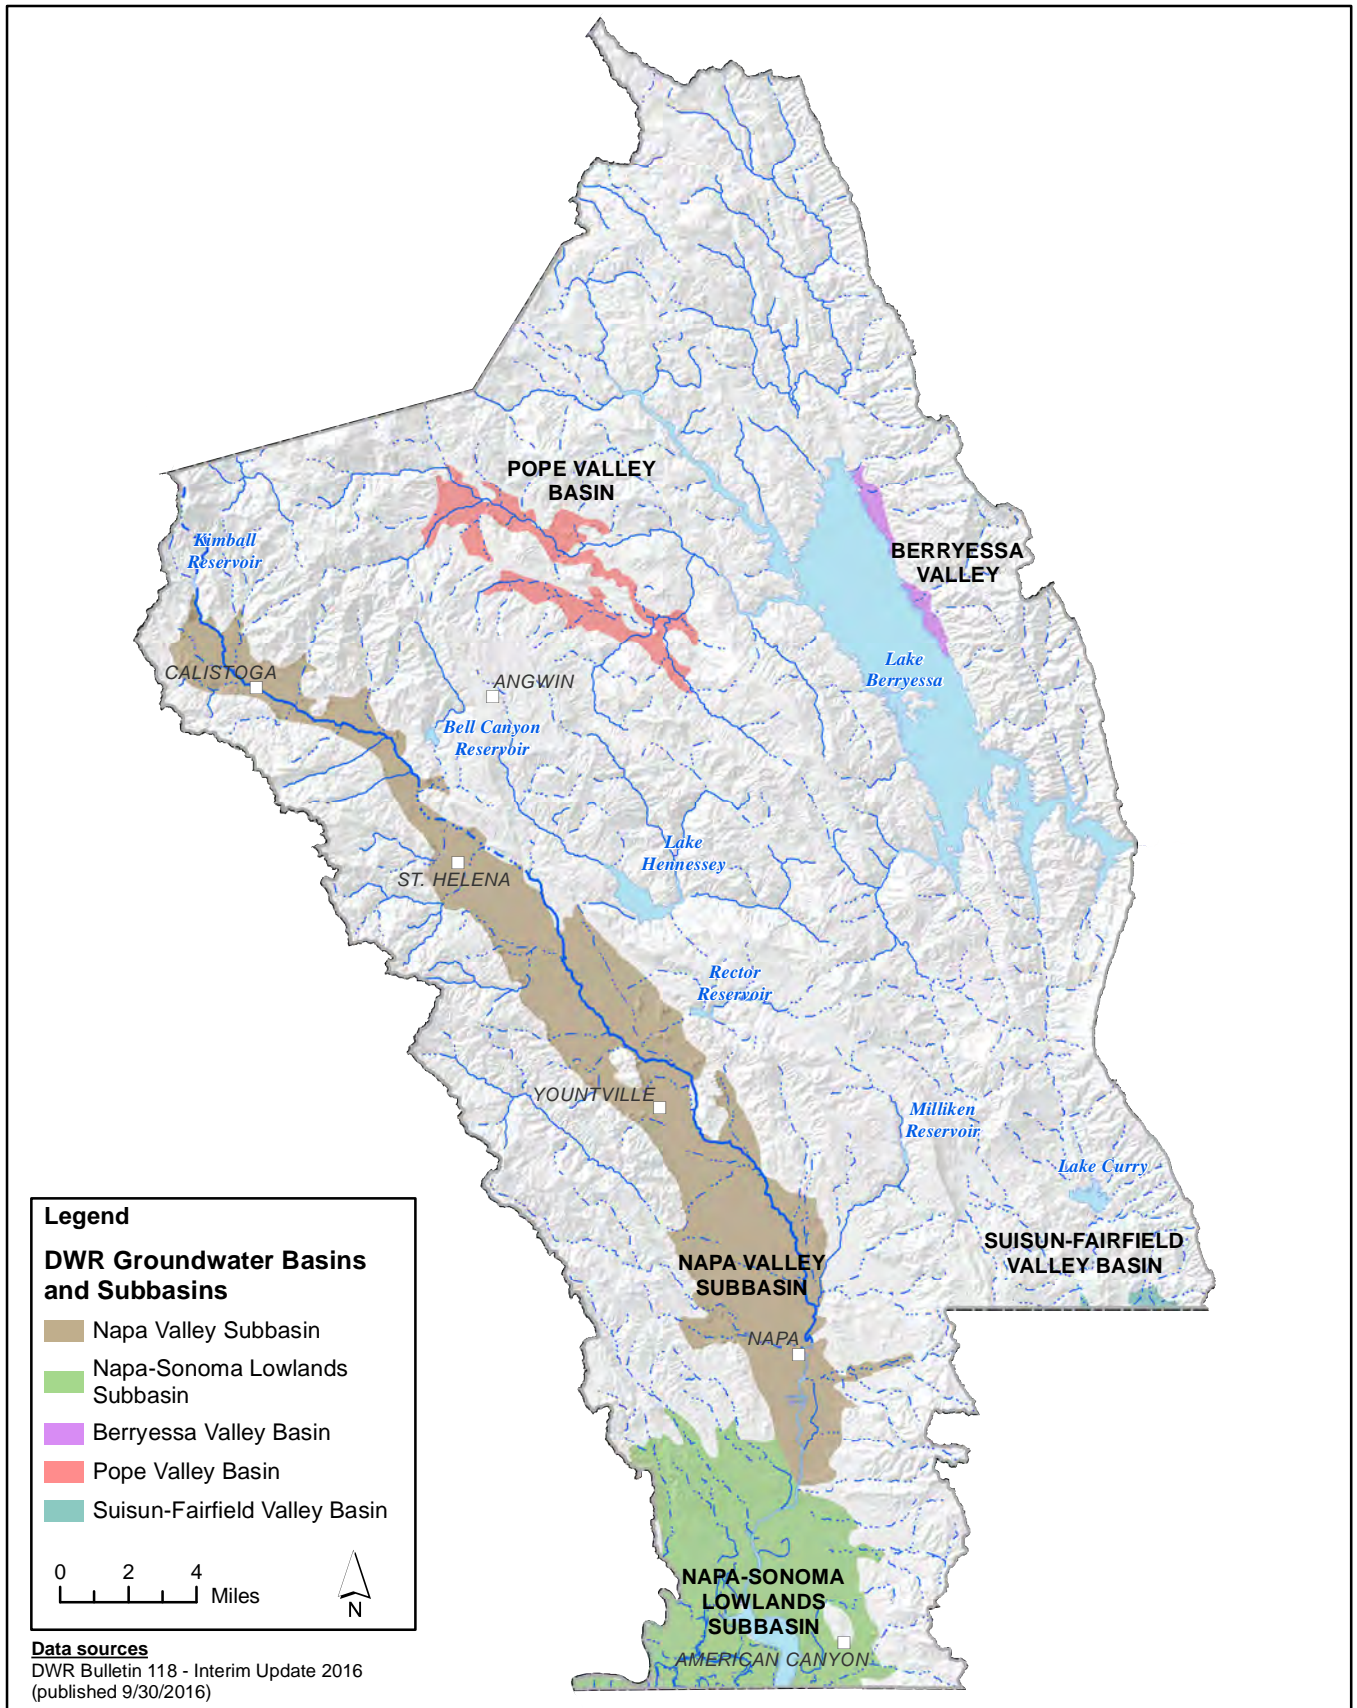 POPE VALLEY
BASIN
Kimball
Reservoir
BERRYESSA
VALLEY
CALISTOGA
ANGWIN
Lake
Berryessa
Bell Canyon
Reservoir
Lake
Hennessey
ST. HELENA
Rector
Reservoir
YOUNTVILLE
Milliken
Reservoir
Lake Curry
SUISUN-FAIRFIELD
VALLEY BASIN
NAPA VALLEY
SUBBASIN
NAPA
NAPA-SONOMA
LOWLANDS
SUBBASIN
AMERICAN CANYON
Legend
DWR Groundwater Basins
and Subbasins
Napa Valley Subbasin
Napa-Sonoma Lowlands
Subbasin
Berryessa Valley Basin
Pope Valley Basin
Suisun-Fairfield Valley Basin
0 2 4
Miles
N
Data sources
DWR Bulletin 118 - Interim Update 2016
(published 9/30/2016)